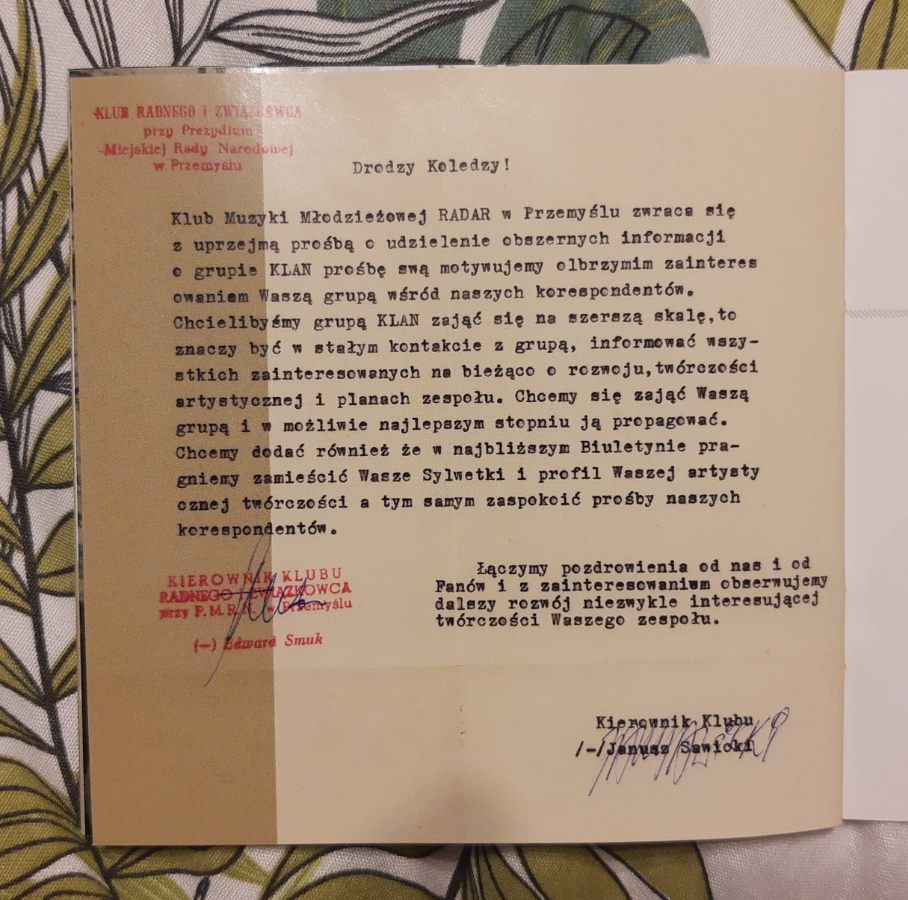 KLUB RADNEGO i ZWIĄZKOWCA
przy Prezydium
Miejskiej Rady Narodowej
w Przemyślu
Drodzy Koledzy!
Klub Muzyki Młodzieżowej RADAR w Przemyślu zwraca się
z uprzejmą prośbą o udzielenie obszernych informacji
o grupie KLAN prośbę swą motywujemy olbrzymim zainteres
owaniem Waszą grupą wśród naszych korespondentów.
Chcielibyśmy grupą KLAN zająć się na szerszą skalę,to
znaczy być w stałym kontakcie z grupą, informować wszy-
stkich zainteresowanych na bieżąco o rozwoju,twórczości
artystycznej i planach zespołu. Chcemy się zająć Waszą
grupą i w możliwie najlepszym stopniu ją propagować.
Chcemy dodać również że w najbliższym Biuletynie pra-
gniemy zamieścić Wasze Sylwetki i profil Waszej artysty
cznej twórczości a tym samym zaspokoić prośby naszych
korespondentów.
Łączymy pozdrowienia od nas i od
Fanów i z zainteresowaniem obserwujemy
dalszy rozwój niezwykle interesującej
twórczości Waszego zespołu.
KIEROWNIK KLUBU
RADNEGO i ZWIĄZKOWCA
przy P.M.R.N. w Przemyślu
(—) Edward Smuk
Kierownik Klubu
/-/Janusz Sawicki